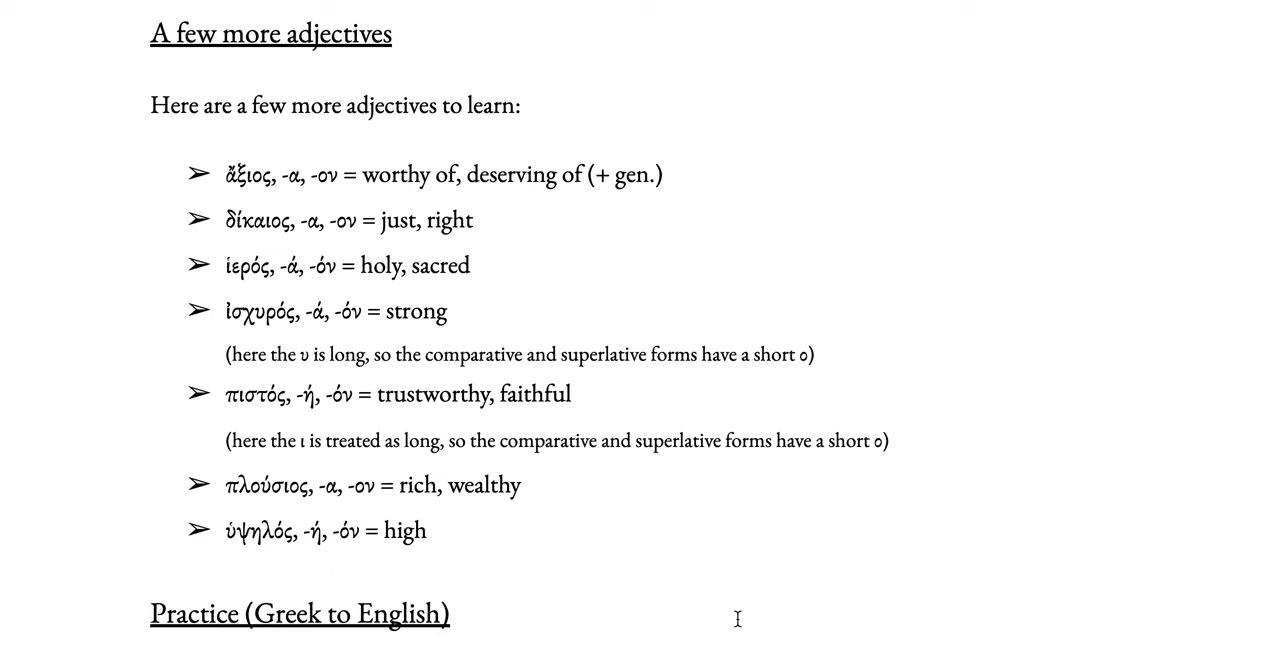 A few more adjectives
Here are a few more adjectives to learn:
➢ ἄξιος, -α, -ον = worthy of, deserving of (+ gen.)
➢ δίκαιος, -α, -ον = just, right
➢ ἱερός, -ά, -όν = holy, sacred
➢ ἰσχυρός, -ά, -όν = strong
(here the υ is long, so the comparative and superlative forms have a short ο)
➢ πιστός, -ή, -όν = trustworthy, faithful
(here the ι is treated as long, so the comparative and superlative forms have a short ο)
➢ πλούσιος, -α, -ον = rich, wealthy
➢ ὑψηλός, -ή, -όν = high
Practice (Greek to English)